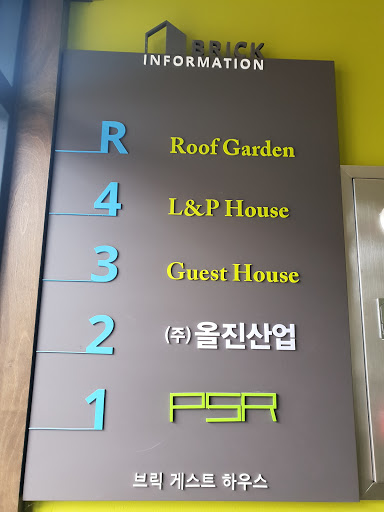 BRICK
INFORMATION
R Roof Garden
4 L&P House
3 Guest House
2 (주)올진산업
1 PSR
브릭 게스트 하우스